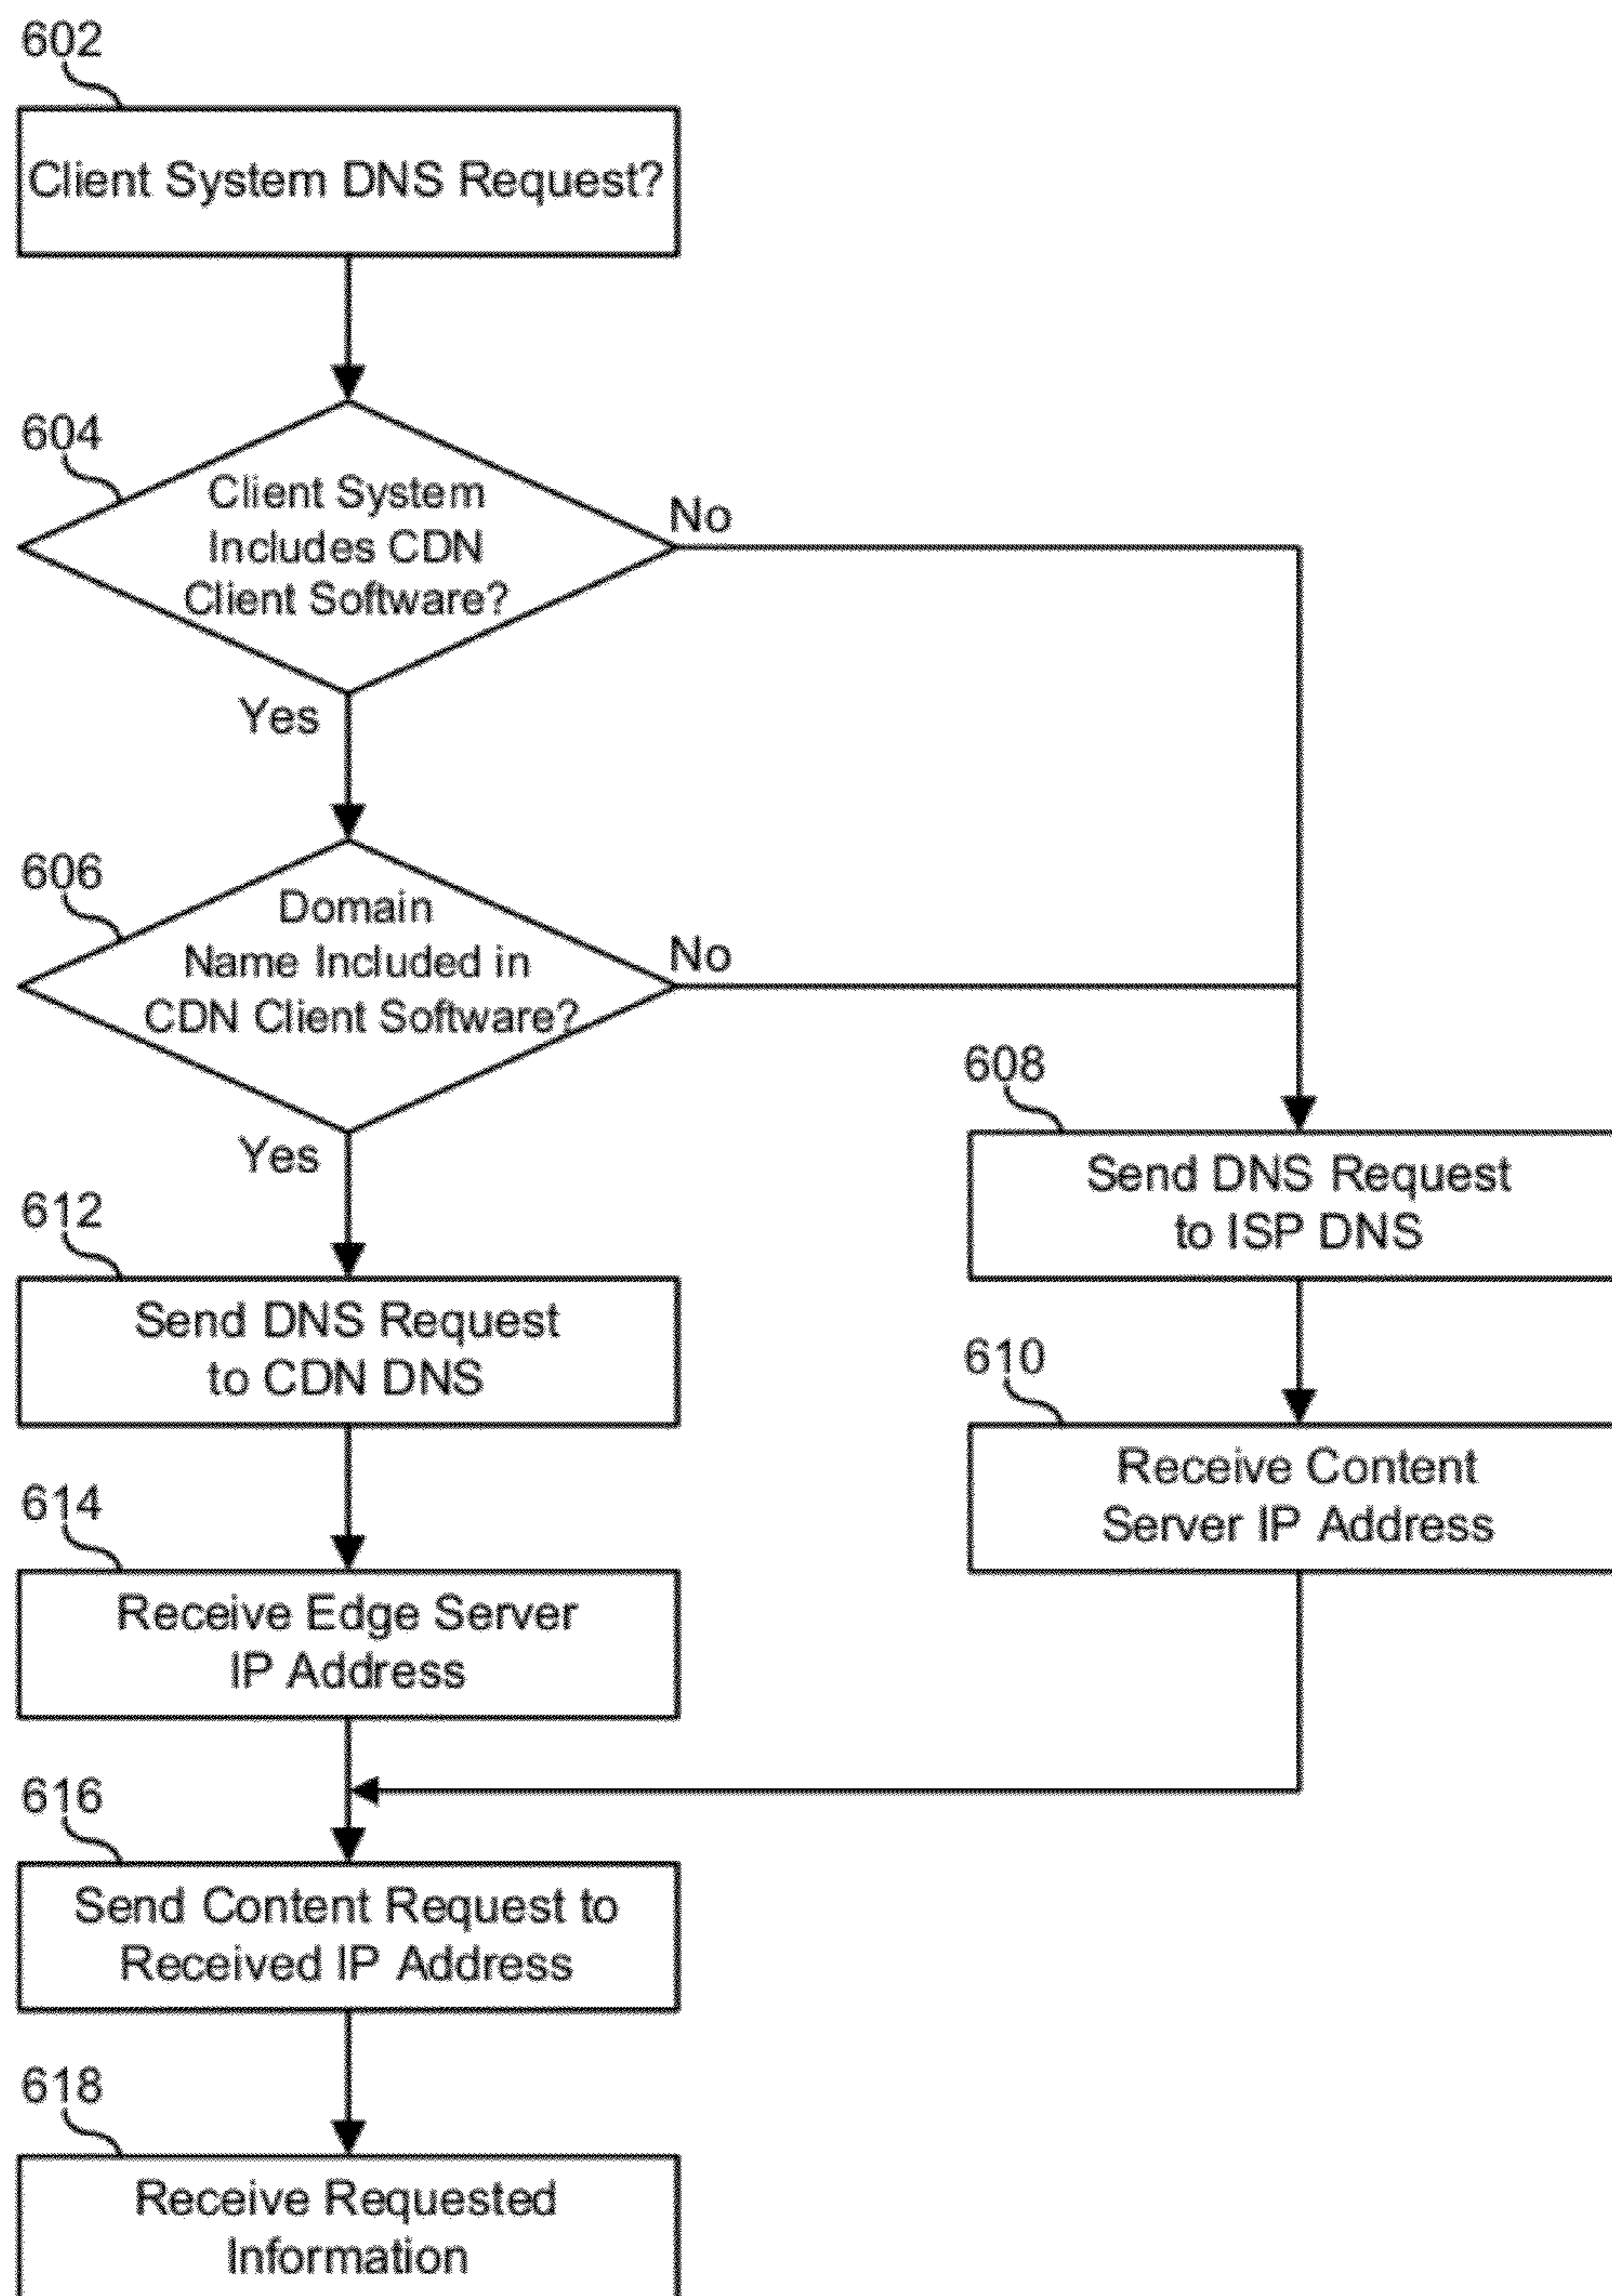 602
Client System DNS Request?
604
Client System
Includes CDN
Client Software?
No
Yes
606
Domain
Name Included in
CDN Client Software?
No
Yes
608
Send DNS Request
to ISP DNS
612
Send DNS Request
to CDN DNS
610
Receive Content
Server IP Address
614
Receive Edge Server
IP Address
616
Send Content Request to
Received IP Address
618
Receive Requested
Information